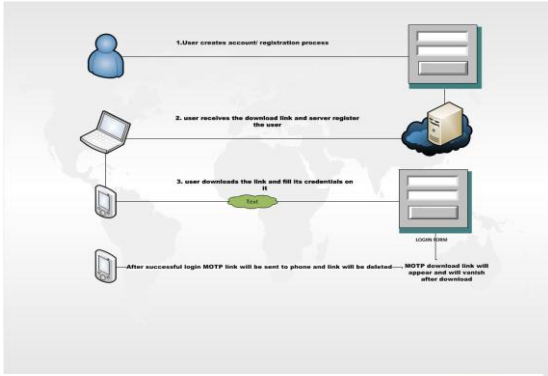 1.User creates account/ registration process
2. user receives the download link and server register
the user
3. user downloads the link and fill its credentials on
it
Text
LOGIN FORM
After successful login MOTP link will be sent to phone and link will be deleted
MOTP download link will
appear and will vanish
after download